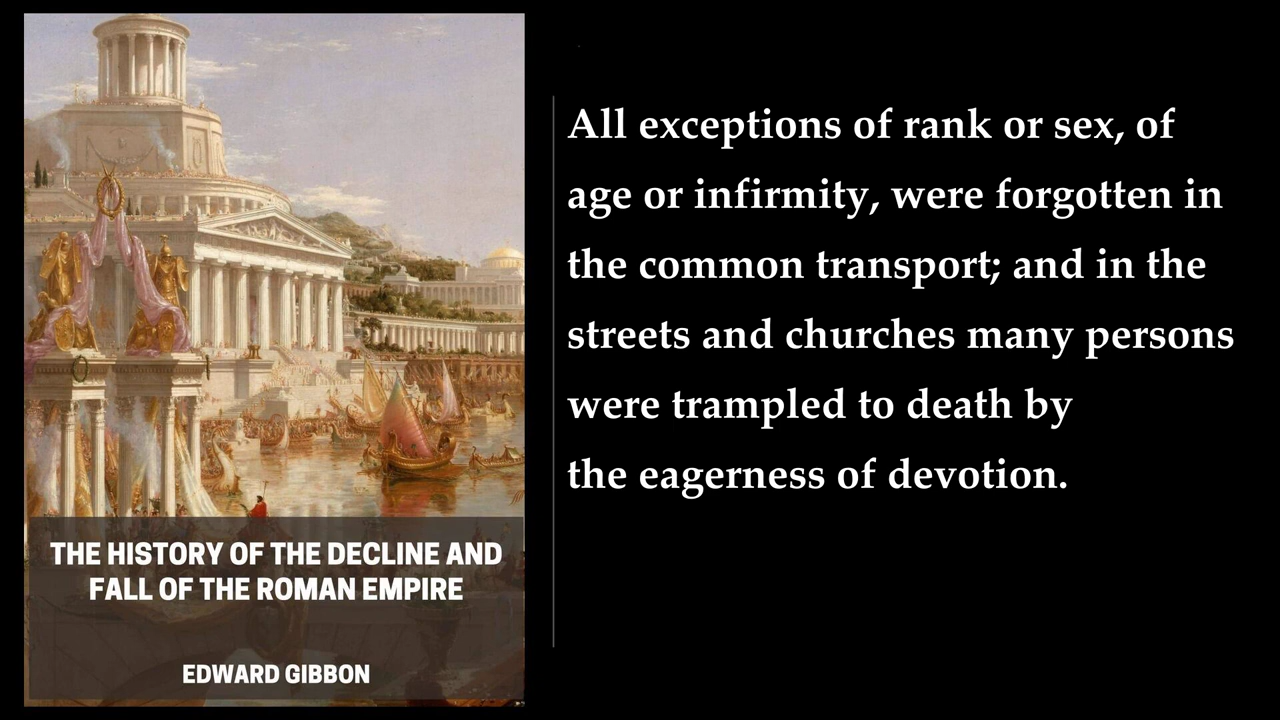 THE HISTORY OF THE DECLINE AND
FALL OF THE ROMAN EMPIRE
EDWARD GIBBON
All exceptions of rank or sex, of
age or infirmity, were forgotten in
the common transport; and in the
streets and churches many persons
were trampled to death by
the eagerness of devotion.